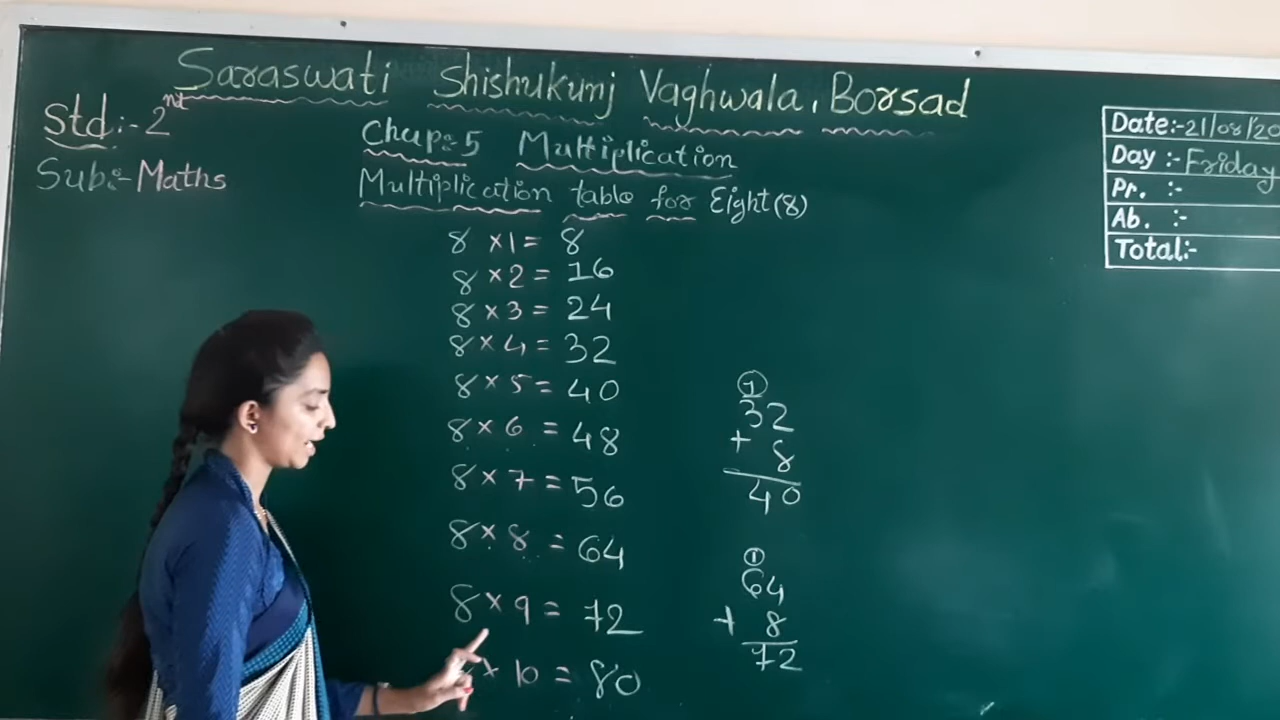 Saraswati Shishukunj Vaghwala, Borsad
Std:-2nt
Sub:-Maths
Chap:-5 Multiplication
Multiplication table for Eight(8)
8 ×1= 8
8 ×2= 16
8 ×3= 24
8 ×4= 32
8 ×5= 40
8 ×6 =48
8 ×7 =56
8 ×8 =64
8 ×9 = 72
× 10 = 80
1
32
+ 8
40
1
64
+ 8
72
Date:-21/08/20
Day :-Friday
Pr. :-
Ab. :-
Total:-